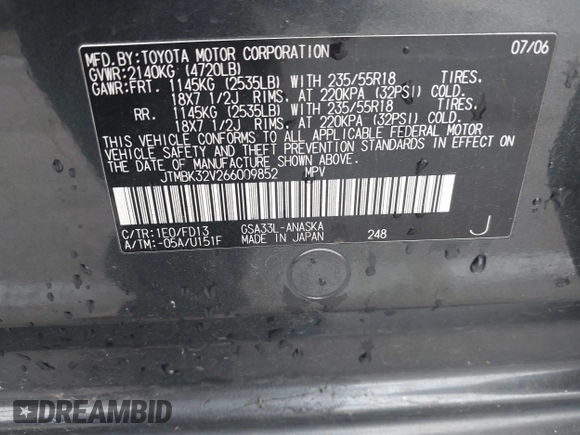 MFD.BY:TOYOTA MOTOR CORPORATION 07/06
GVWR:2140KG (4720LB)
GAWR:FRT. 1145KG (2535LB) WITH 235/55R18 TIRES.
18X7 1/2J RIMS, AT 220KPA (32PSI) COLD.
RR. 1145KG (2535LB) WITH 235/55R18 TIRES.
18X7 1/2J RIMS, AT 220KPA (32PSI) COLD.
THIS VEHICLE CONFORMS TO ALL APPLICABLE FEDERAL MOTOR
VEHICLE SAFETY AND THEFT PREVENTION STANDARDS IN EFFECT ON
THE DATE OF MANUFACTURE SHOWN ABOVE.
JTMBK32V266009852 MPV
C/TR:1E0/FD13 GSA33L-ANASKA
A/TM:-05A/U151F MADE IN JAPAN 248 J
DREAMBID